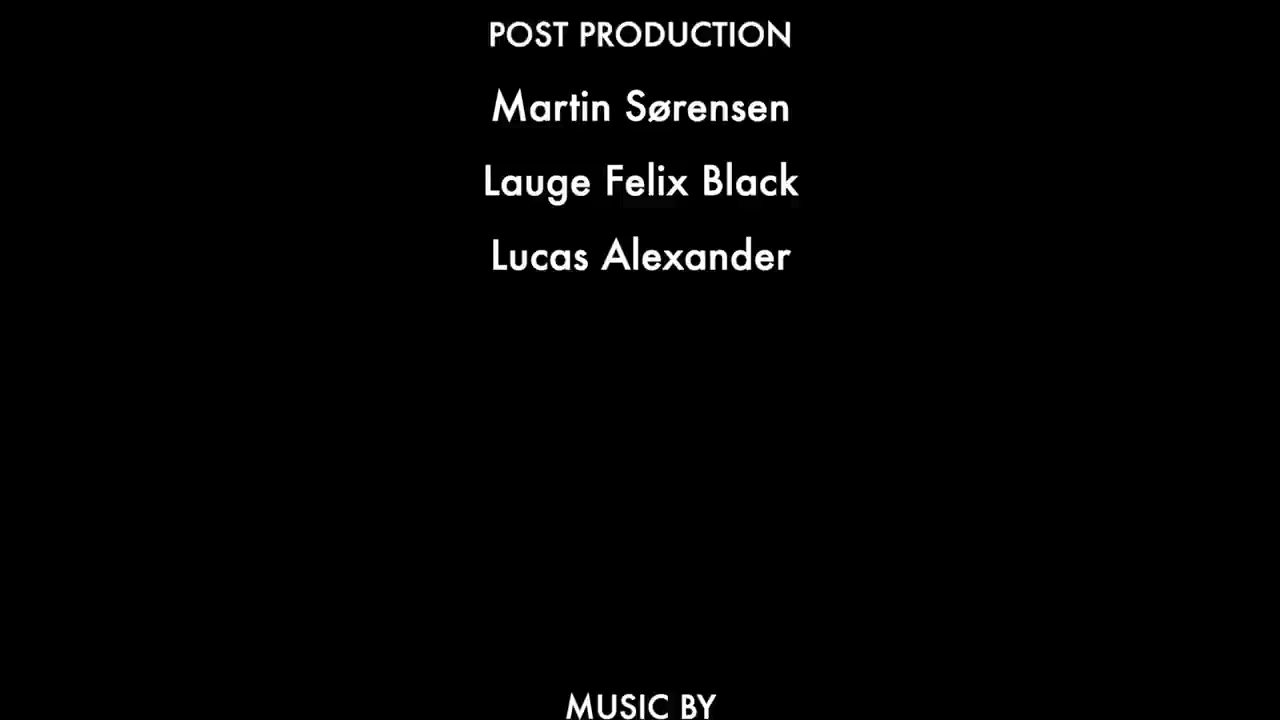 POST PRODUCTION
Martin Sørensen
Lauge Felix Black
Lucas Alexander
MUSIC BY